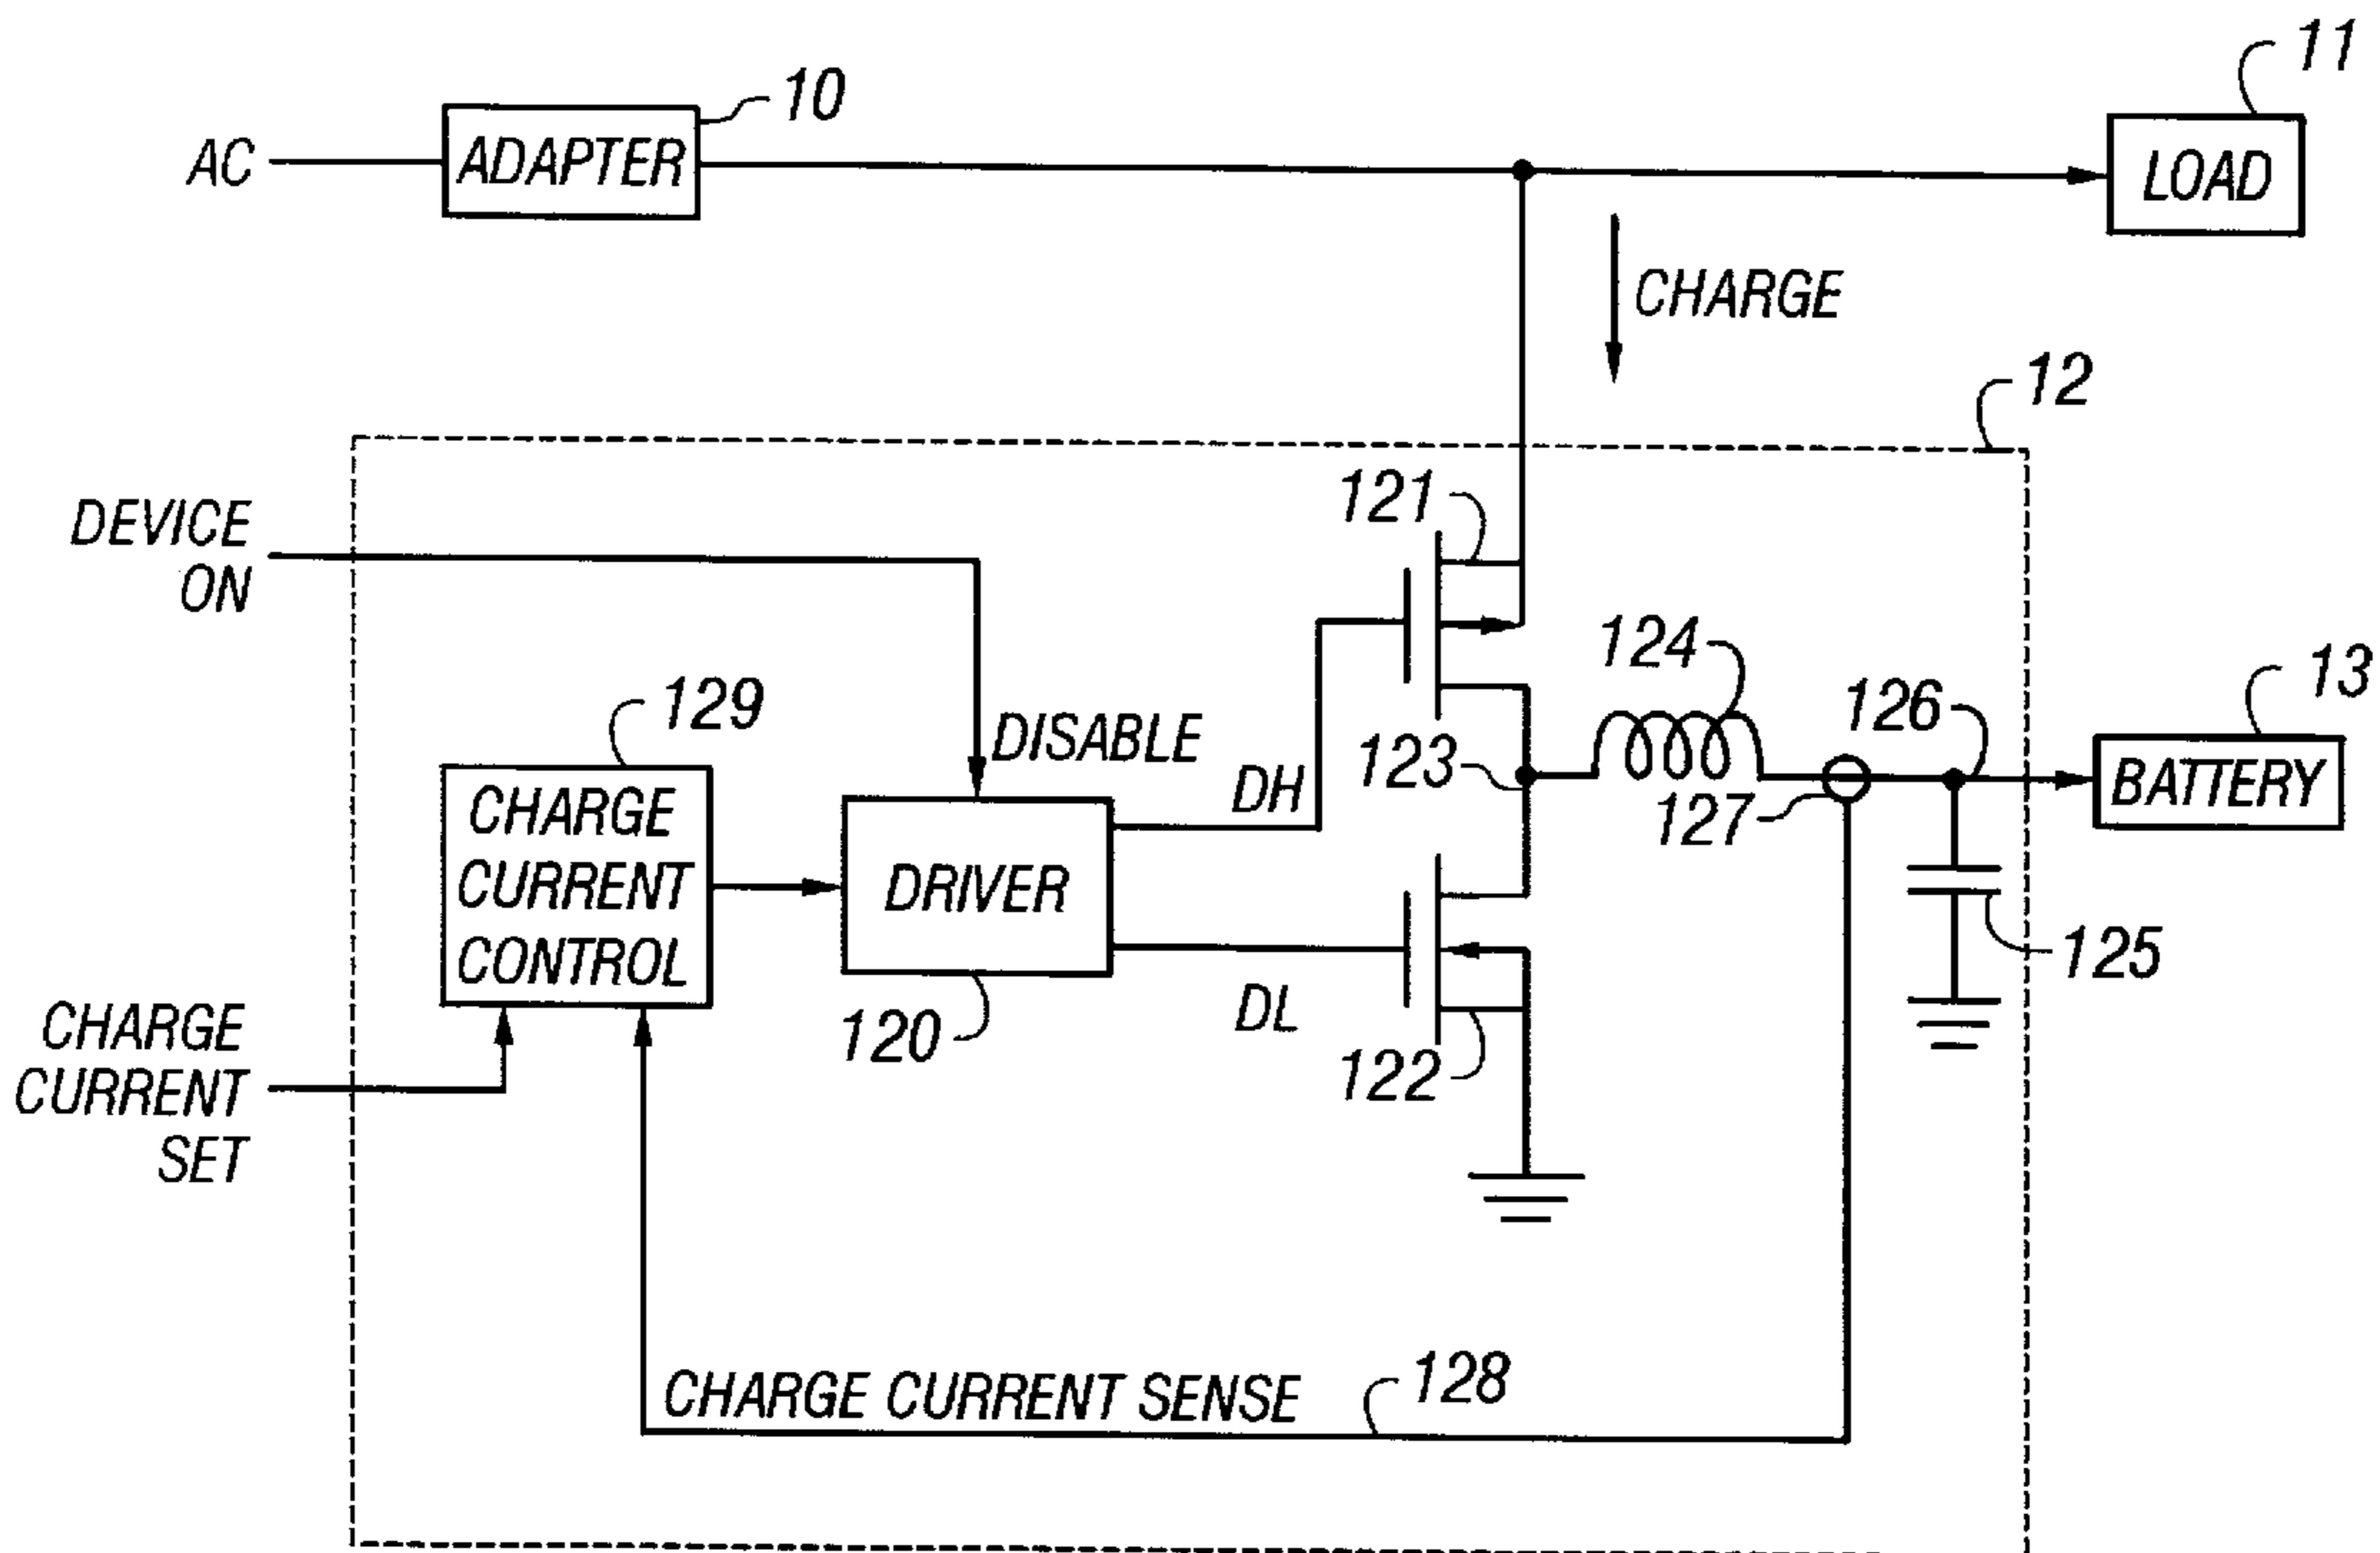 11
10
AC
ADAPTER
LOAD
CHARGE
12
121
DEVICE
ON
124
13
129
126
DISABLE
123
DH
BATTERY
127
CHARGE
CURRENT
CONTROL
DRIVER
125
DL
120
122
CHARGE
CURRENT
SET
128
CHARGE CURRENT SENSE